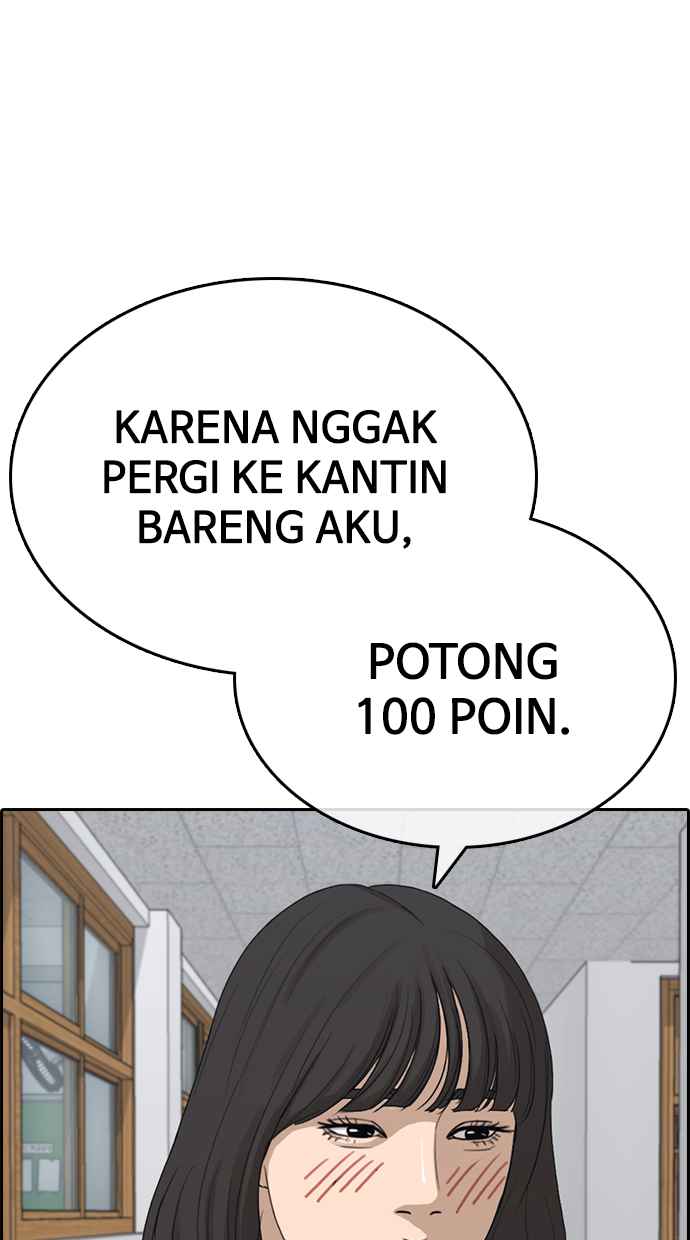 KARENA NGGAK
PERGI KE KANTIN
BARENG AKU,
POTONG
100 POIN.